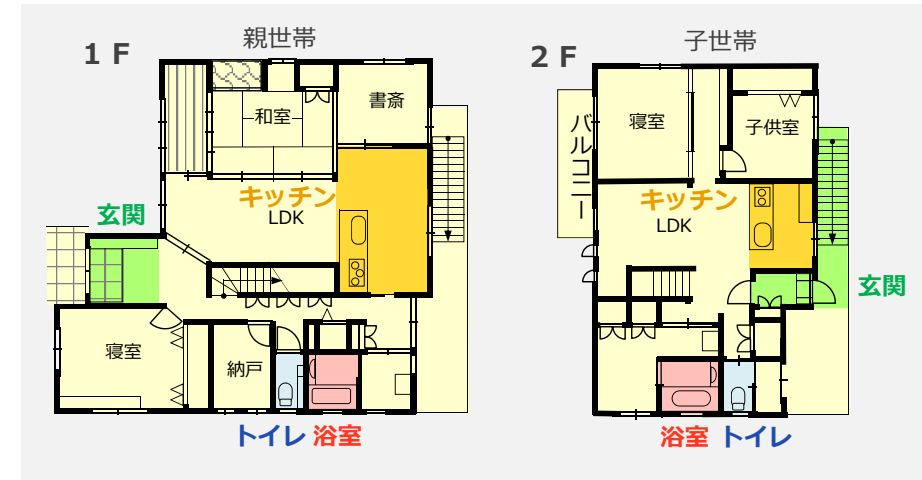 1 F
親世帯
和室
書斎
キッチン
LDK
玄関
寝室
納戸
トイレ
浴室
2 F
子世帯
バルコニー
寝室
子供室
キッチン
LDK
玄関
浴室
トイレ